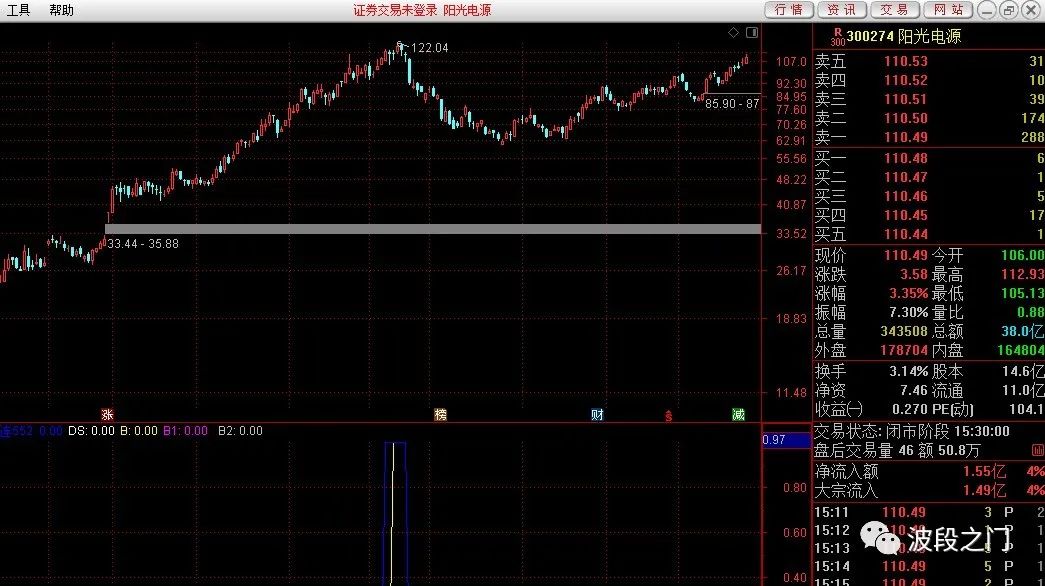 工具 帮助 证券交易未登录 阳光电源 行情 资讯 交易 网站
122.04
85.90 - 87
33.44 - 35.88
107.0
92.30
84.95
77.60
70.26
62.91
55.56
48.22
40.87
33.52
26.17
18.83
11.48
涨 榜 财 减
0.00 DS: 0.00 B: 0.00 B1: 0.00 B2: 0.00
0.97
0.80
0.60
0.40
R 300 300274 阳光电源
卖五 110.53 31
卖四 110.52 10
卖三 110.51 39
卖二 110.50 174
卖一 110.49 288
买一 110.48 6
买二 110.47 1
买三 110.46 5
买四 110.45 17
买五 110.44 1
现价 110.49 今开 106.00
涨跌 3.58 最高 112.93
涨幅 3.35% 最低 105.13
振幅 7.30% 量比 0.88
总量 343508 总额 38.0亿
外盘 178704 内盘 164804
换手 3.14% 股本 14.6亿
净资 7.46 流通 11.0亿
收益(一) 0.270 PE(动) 104.1
交易状态: 闭市阶段 15:30:00
盘后交易量 46 额 50.8万
净流入额 1.55亿 4%
大宗流入 1.49亿 4%
15:11 110.49 3 P 2
15:12 110.49 P 1
15:13 110.49 P 1
15:14 110.49 5 P 1
15:15 110.49 2 P 1
波段之门